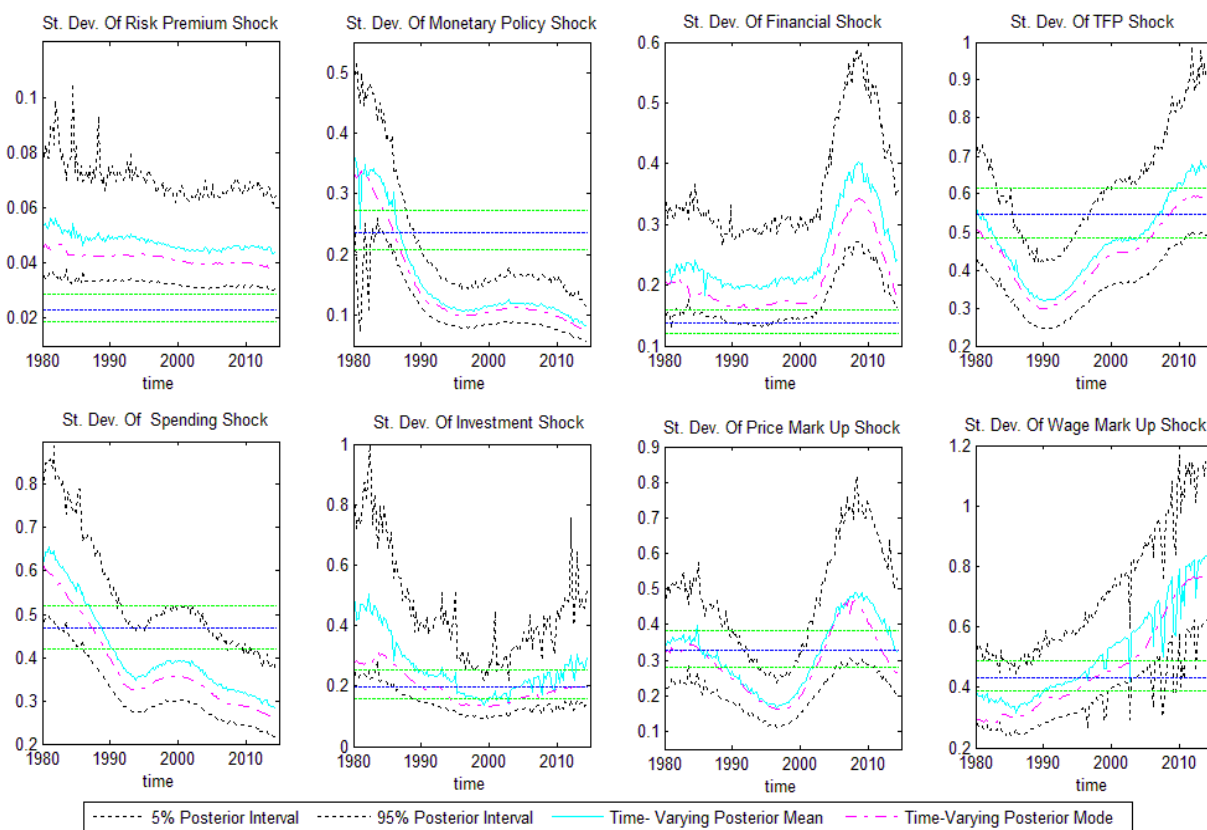 St. Dev. Of Risk Premium Shock
0.1
0.08
0.06
0.04
0.02
1980 1990 2000 2010
time
St. Dev. Of Monetary Policy Shock
0.5
0.4
0.3
0.2
0.1
1980 1990 2000 2010
time
St. Dev. Of Financial Shock
0.6
0.5
0.4
0.3
0.2
0.1
1980 1990 2000 2010
time
St. Dev. Of TFP Shock
1
0.9
0.8
0.7
0.6
0.5
0.4
0.3
0.2
1980 1990 2000 2010
time
St. Dev. Of Spending Shock
0.8
0.7
0.6
0.5
0.4
0.3
0.2
1980 1990 2000 2010
time
St. Dev. Of Investment Shock
1
0.8
0.6
0.4
0.2
0
1980 1990 2000 2010
time
St. Dev. Of Price Mark Up Shock
0.9
0.8
0.7
0.6
0.5
0.4
0.3
0.2
0.1
1980 1990 2000 2010
time
St. Dev. Of Wage Mark Up Shock
1.2
1
0.8
0.6
0.4
0.2
1980 1990 2000 2010
time
5% Posterior Interval 95% Posterior Interval Time- Varying Posterior Mean Time-Varying Posterior Mode